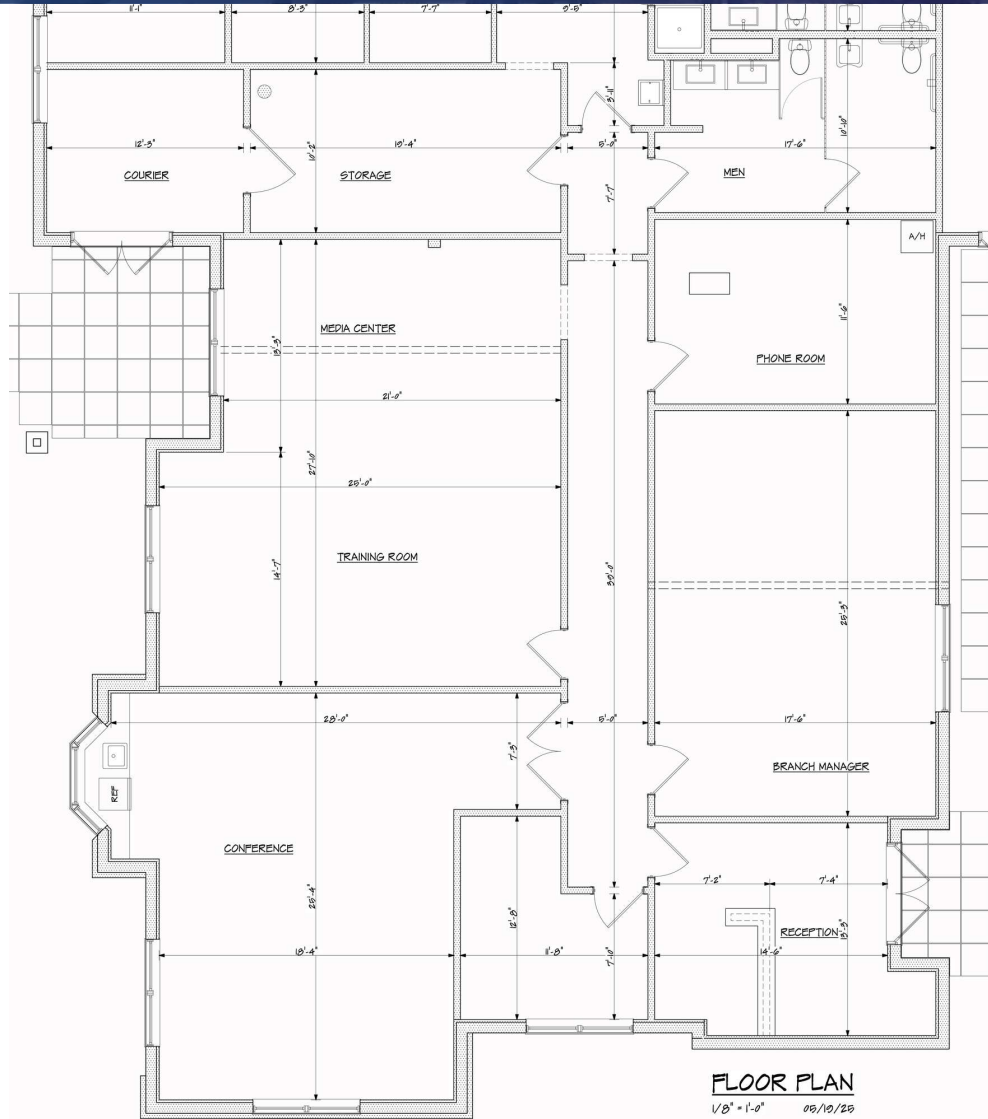 11'-1"
8'-3"
7'-7"
9'-5"
3'-11"
10'-10"
12'-3"
10'-2"
19'-4"
5'-0"
17'-6"
COURIER
STORAGE
MEN
7'-7"
A/H
MEDIA CENTER
13'-3"
11'-6"
PHONE ROOM
21'-0"
27'-10"
25'-0"
TRAINING ROOM
14'-7"
39'-0"
25'-3"
28'-0"
7'-3"
5'-0"
17'-6"
BRANCH MANAGER
REF
CONFERENCE
25'-4"
18'-4"
12'-8"
11'-8"
7'-10"
7'-2"
7'-4"
RECEPTION
13'-3"
14'-6"
FLOOR PLAN
1/8" = 1'-0"
05/19/25